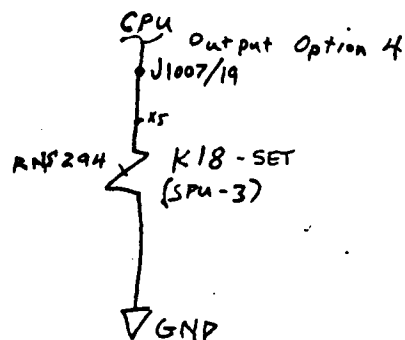 CPU
Output Option 4
J1007/19
x5
RNS294
K18-SET
(SPU-3)
GND